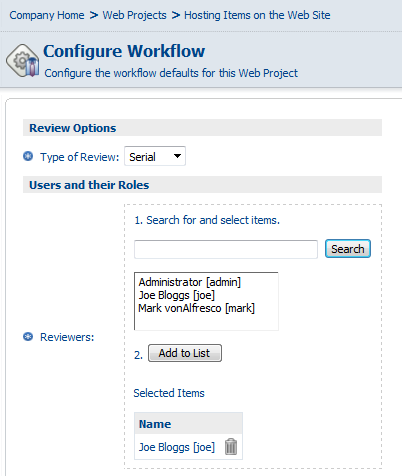 Company Home > Web Projects > Hosting Items on the Web Site
Configure Workflow
Configure the workflow defaults for this Web Project
Review Options
Type of Review: Serial
Users and their Roles
1. Search for and select items.
Search
Administrator [admin]
Joe Bloggs [joe]
Mark vonAlfresco [mark]
Reviewers:
2. Add to List
Selected Items
Name
Joe Bloggs [joe]